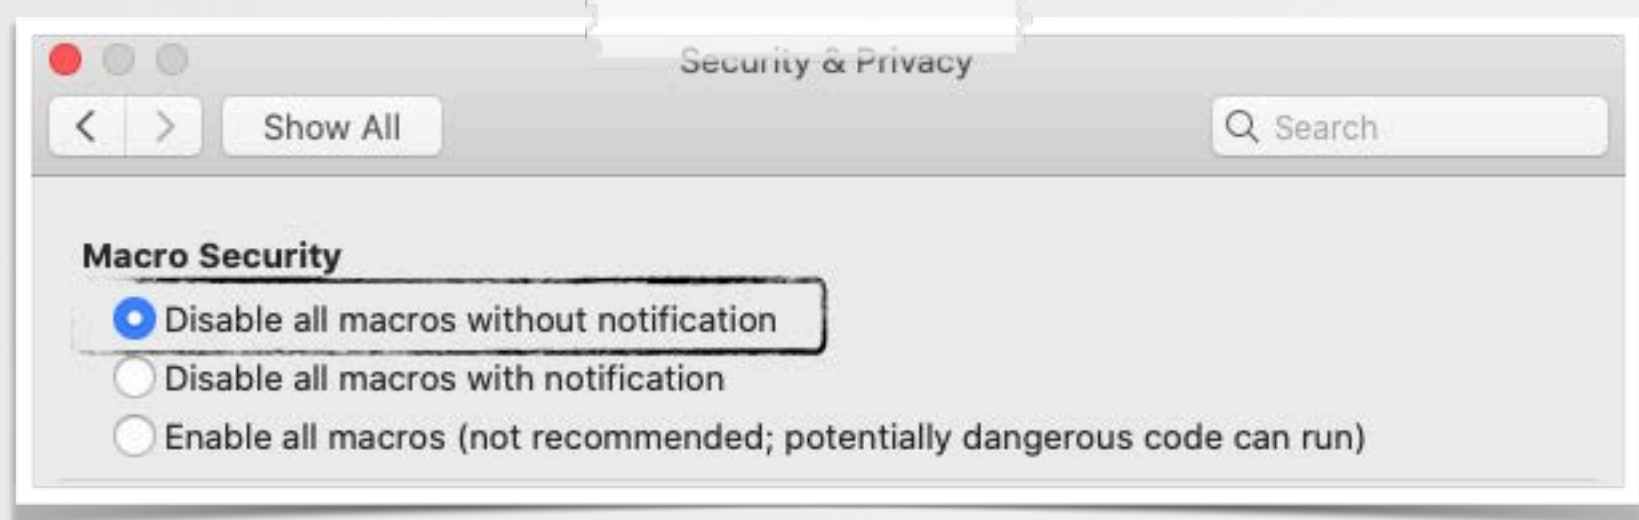 Security & Privacy
Show All
Search
Macro Security
Disable all macros without notification
Disable all macros with notification
Enable all macros (not recommended; potentially dangerous code can run)